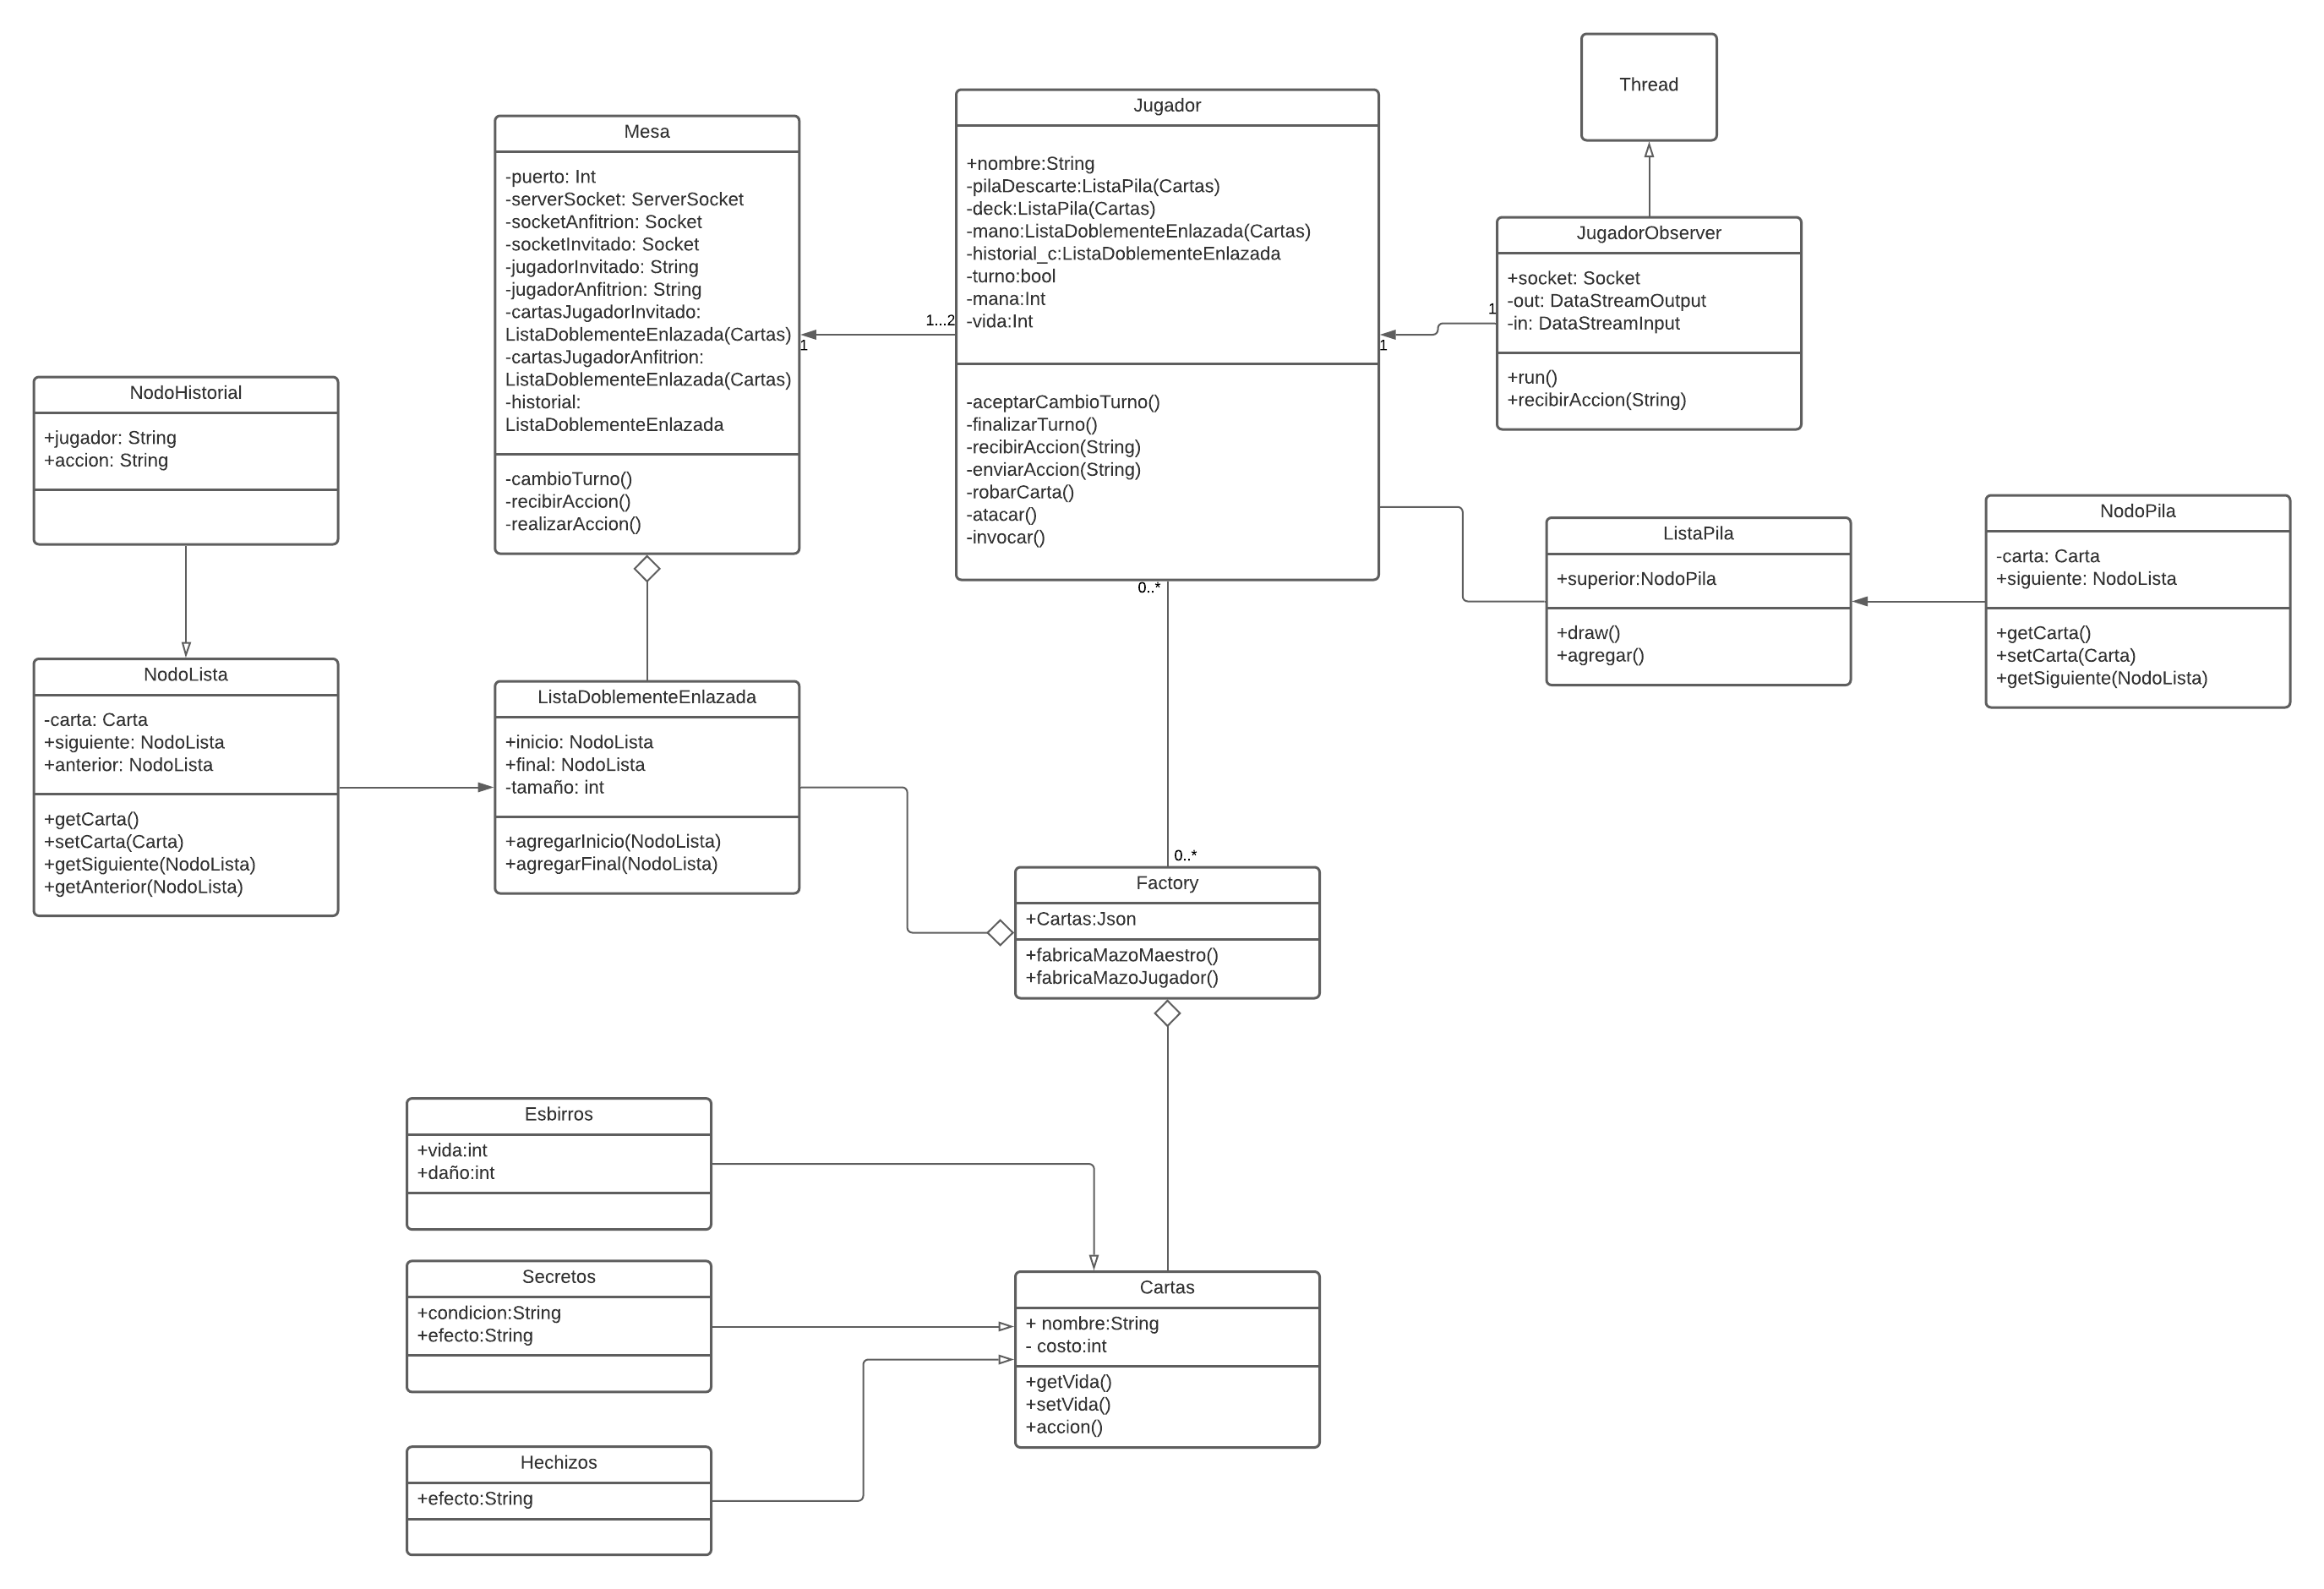 Thread
Jugador
+nombre:String
-pilaDescarte:ListaPila(Cartas)
-deck:ListaPila(Cartas)
-mano:ListaDoblementeEnlazada(Cartas)
-historial_c:ListaDoblementeEnlazada
-turno:bool
-mana:Int
-vida:Int
-aceptarCambioTurno()
-finalizarTurno()
-recibirAccion(String)
-enviarAccion(String)
-robarCarta()
-atacar()
-invocar()
Mesa
-puerto: Int
-serverSocket: ServerSocket
-socketAnfitrion: Socket
-socketInvitado: Socket
-jugadorInvitado: String
-jugadorAnfitrion: String
-cartasJugadorInvitado:
ListaDoblementeEnlazada(Cartas)
-cartasJugadorAnfitrion:
ListaDoblementeEnlazada(Cartas)
-historial:
ListaDoblementeEnlazada
-cambioTurno()
-recibirAccion()
-realizarAccion()
1...2
1
JugadorObserver
+socket: Socket
-out: DataStreamOutput
-in: DataStreamInput
+run()
+recibirAccion(String)
1
1
NodoHistorial
+jugador: String
+accion: String
NodoPila
-carta: Carta
+siguiente: NodoLista
+getCarta()
+setCarta(Carta)
+getSiguiente(NodoLista)
ListaPila
+superior:NodoPila
+draw()
+agregar()
0..*
0..*
NodoLista
-carta: Carta
+siguiente: NodoLista
+anterior: NodoLista
+getCarta()
+setCarta(Carta)
+getSiguiente(NodoLista)
+getAnterior(NodoLista)
ListaDoblementeEnlazada
+inicio: NodoLista
+final: NodoLista
-tamaño: int
+agregarInicio(NodoLista)
+agregarFinal(NodoLista)
Factory
+Cartas:Json
+fabricaMazoMaestro()
+fabricaMazoJugador()
Esbirros
+vida:int
+daño:int
Secretos
+condicion:String
+efecto:String
Cartas
+ nombre:String
- costo:int
+getVida()
+setVida()
+accion()
Hechizos
+efecto:String